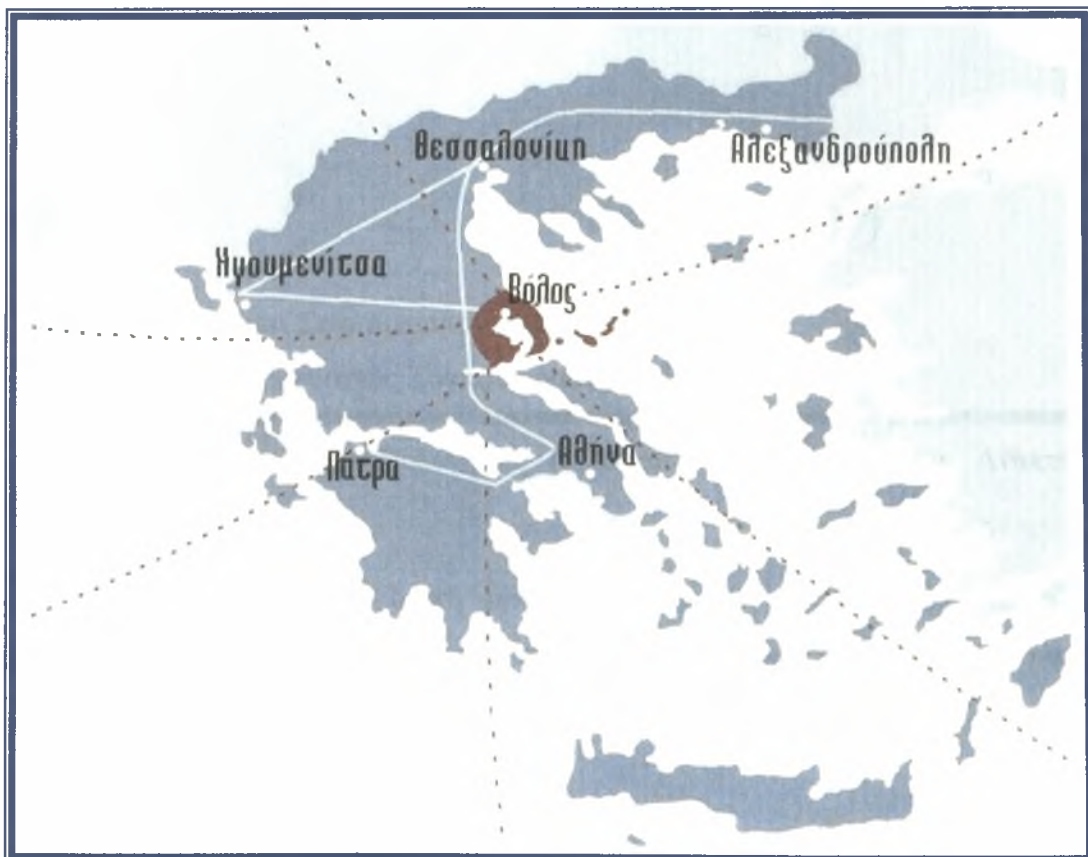 Θεσσαλονίκη
Αλεξανδρούπολη
Ηγουμενίτσα
Βόλος
Αθήνα
Πάτρα